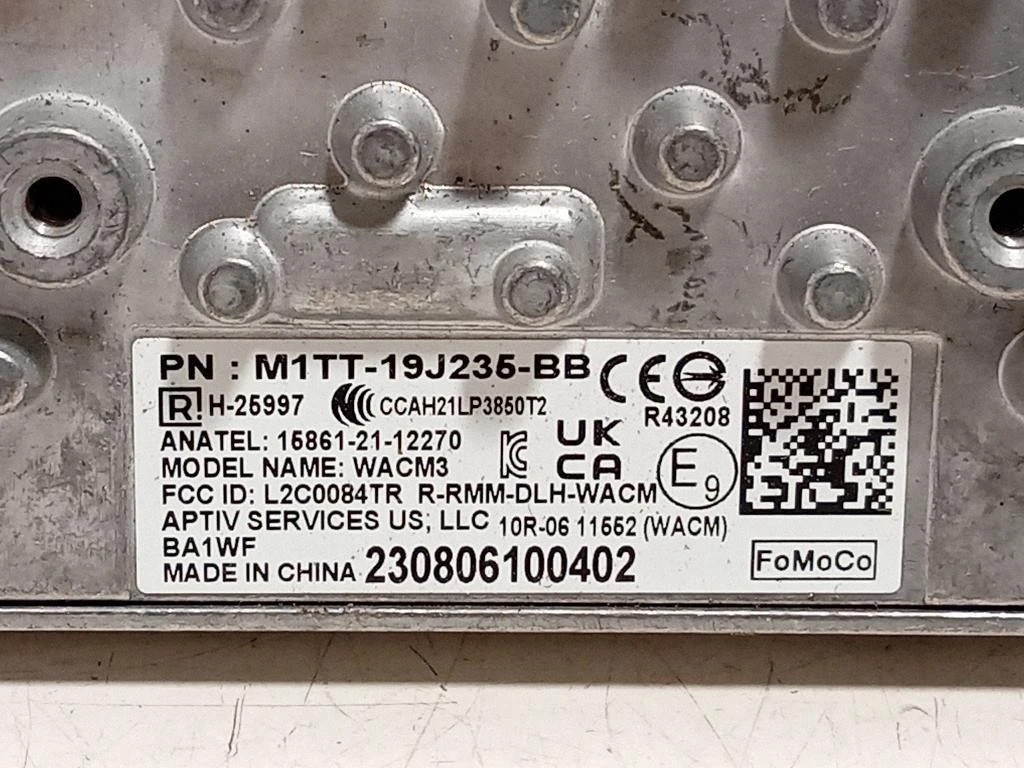 PN : M1TT-19J235-BB CE
R H-25997 CCAH21LP3850T2 R43208
ANATEL: 15861-21-12270 UK CA
MODEL NAME: WACM3 E9
FCC ID: L2C0084TR R-RMM-DLH-WACM
APTIV SERVICES US; LLC 10R-06 11552 (WACM)
BA1WF
MADE IN CHINA 230806100402 FoMoCo